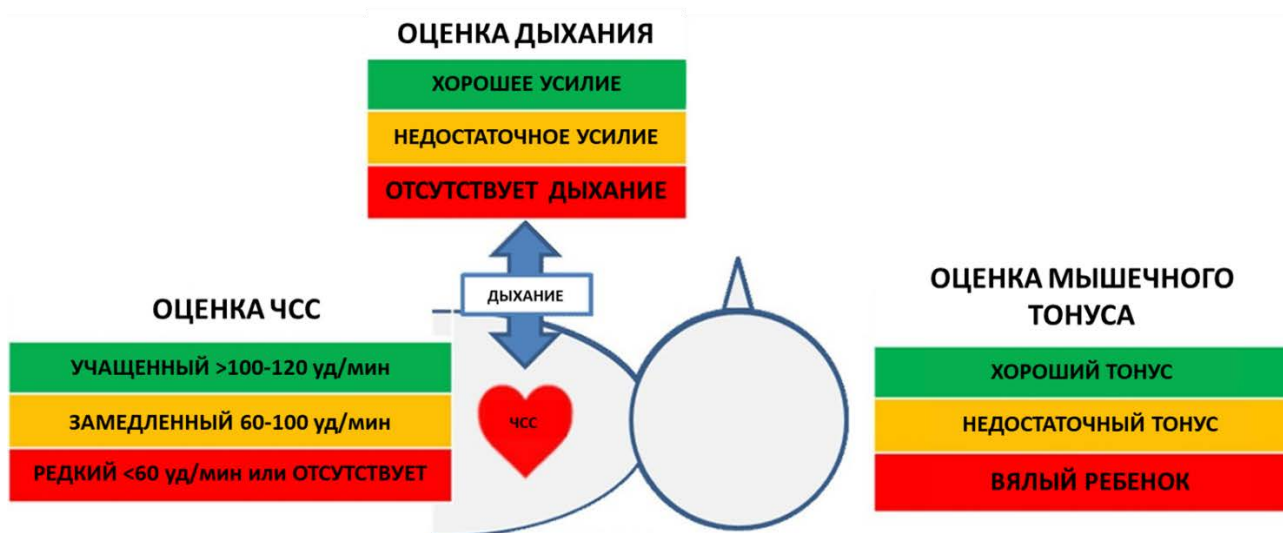 ОЦЕНКА ДЫХАНИЯ
ХОРОШЕЕ УСИЛИЕ
НЕДОСТАТОЧНОЕ УСИЛИЕ
ОТСУТСТВУЕТ ДЫХАНИЕ
ДЫХАНИЕ
ОЦЕНКА ЧСС
УЧАЩЕННЫЙ >100-120 уд/мин
ЗАМЕДЛЕННЫЙ 60-100 уд/мин
РЕДКИЙ <60 уд/мин или ОТСУТСТВУЕТ
ЧСС
ОЦЕНКА МЫШЕЧНОГО
ТОНУСА
ХОРОШИЙ ТОНУС
НЕДОСТАТОЧНЫЙ ТОНУС
ВЯЛЫЙ РЕБЕНОК